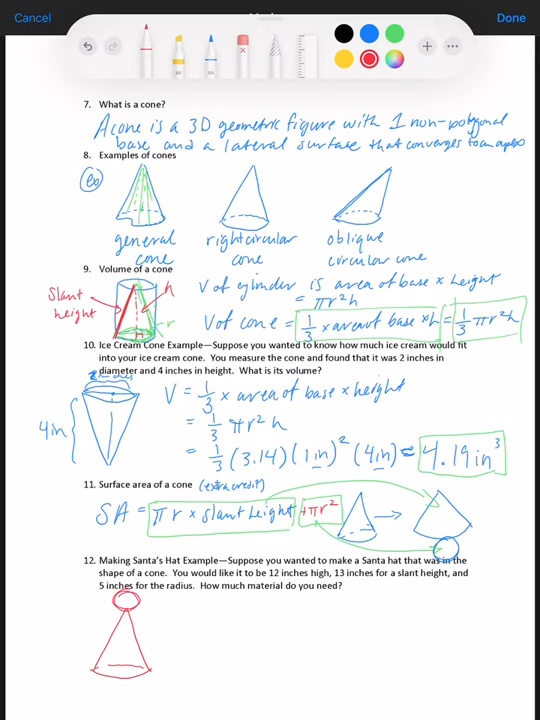 Cancel
Done
7. What is a cone?
A cone is a 3D geometric figure with 1 non-polygonal
base and a lateral surface that converges to an apex
8. Examples of cones
ex
general
cone
right circular
cone
oblique
circular cone
9. Volume of a cone
slant
height
h
r
V of cylinder is area of base × height
= πr²h
V of cone = 1/3 × area of base × h = 1/3 πr²h
10. Ice Cream Cone Example—Suppose you wanted to know how much ice cream would fit
into your ice cream cone. You measure the cone and found that it was 2 inches in
diameter and 4 inches in height. What is its volume?
4in
V = 1/3 × area of base × height
= 1/3 πr²h
= 1/3 (3.14)(1in)²(4in) = 4.19in³
11. Surface area of a cone (extra credit)
SA = πr × slant height + πr²
12. Making Santa's Hat Example—Suppose you wanted to make a Santa hat that was in the
shape of a cone. You would like it to be 12 inches high, 13 inches for a slant height, and
5 inches for the radius. How much material do you need?